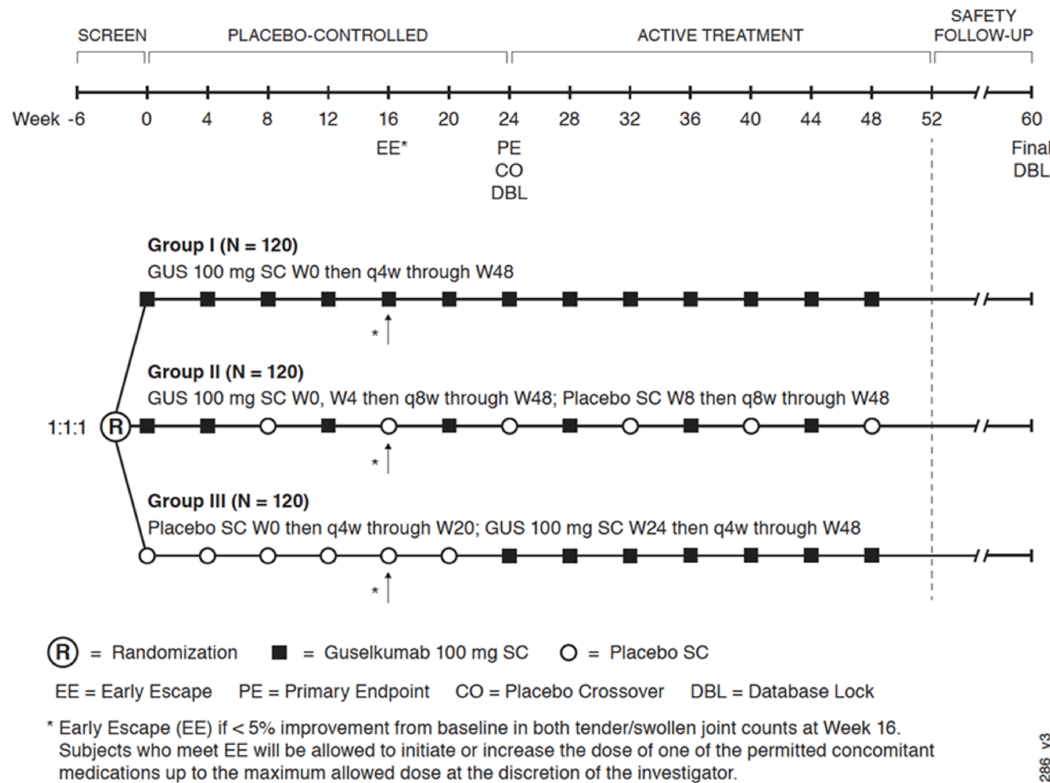 SCREEN
PLACEBO-CONTROLLED
ACTIVE TREATMENT
SAFETY
FOLLOW-UP
Week -6 0 4 8 12 16 20 24 28 32 36 40 44 48 52 60
EE*
PE
CO
DBL
Final
DBL
Group I (N = 120)
GUS 100 mg SC W0 then q4w through W48
*
Group II (N = 120)
GUS 100 mg SC W0, W4 then q8w through W48; Placebo SC W8 then q8w through W48
1:1:1 R
*
Group III (N = 120)
Placebo SC W0 then q4w through W20; GUS 100 mg SC W24 then q4w through W48
*
R = Randomization = Guselkumab 100 mg SC = Placebo SC
EE = Early Escape PE = Primary Endpoint CO = Placebo Crossover DBL = Database Lock
* Early Escape (EE) if < 5% improvement from baseline in both tender/swollen joint counts at Week 16.
Subjects who meet EE will be allowed to initiate or increase the dose of one of the permitted concomitant
medications up to the maximum allowed dose at the discretion of the investigator.
286 v3